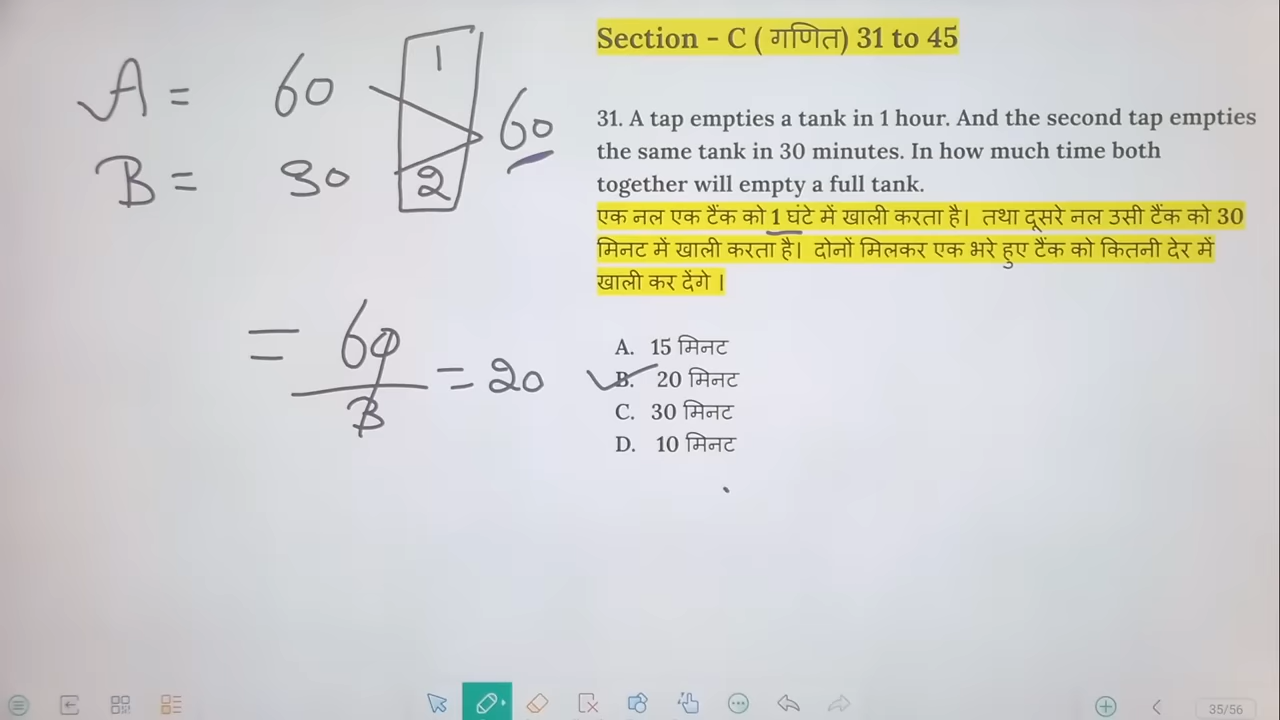 A = 60 1
60
B = 30 2
= 60/3 = 20
Section - C ( गणित) 31 to 45
31. A tap empties a tank in 1 hour. And the second tap empties
the same tank in 30 minutes. In how much time both
together will empty a full tank.
एक नल एक टैंक को 1 घंटे में खाली करता है। तथा दूसरे नल उसी टैंक को 30
मिनट में खाली करता है। दोनों मिलकर एक भरे हुए टैंक को कितनी देर में
खाली कर देंगे ।
A. 15 मिनट
B. 20 मिनट
C. 30 मिनट
D. 10 मिनट
35/56